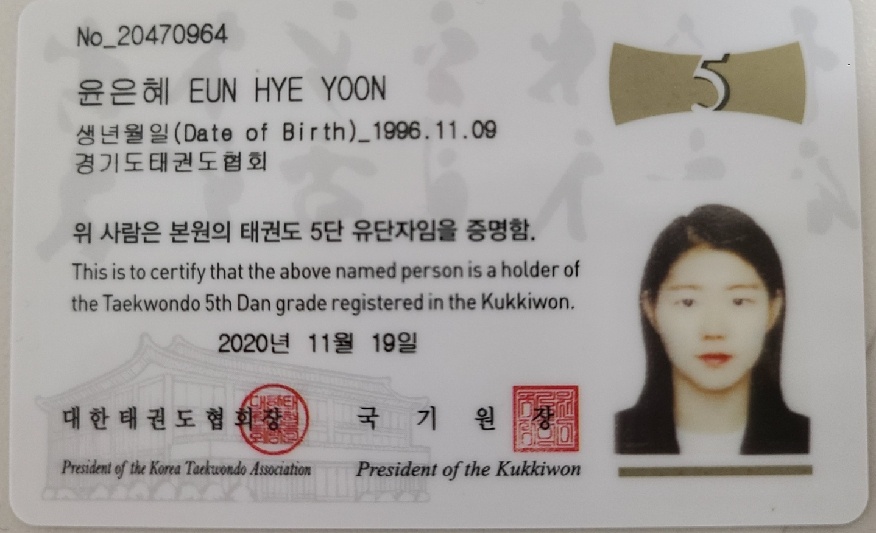 No_20470964
5
윤은혜 EUN HYE YOON
생년월일(Date of Birth)_1996.11.09
경기도태권도협회
위 사람은 본원의 태권도 5단 유단자임을 증명함.
This is to certify that the above named person is a holder of
the Taekwondo 5th Dan grade registered in the Kukkiwon.
2020년 11월 19일
대한태권도협회장
President of the Korea Taekwondo Association
국 기 원 장
President of the Kukkiwon